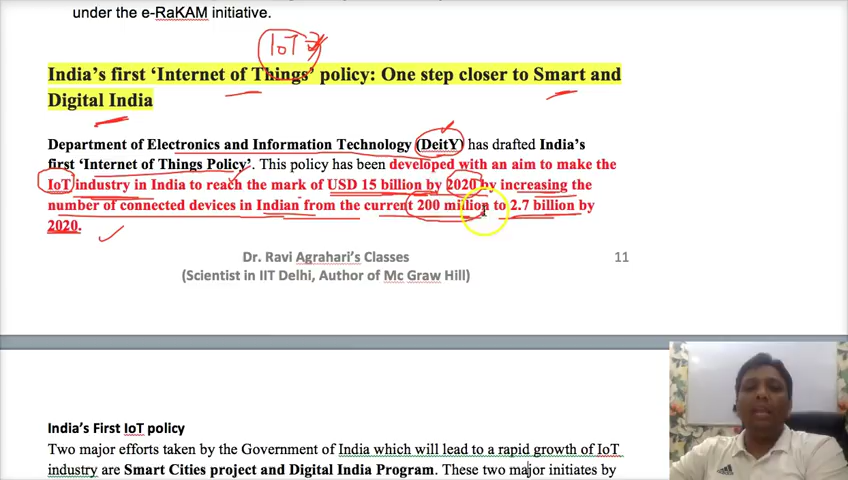 under the e-RaKAM initiative.
IoT
India's first 'Internet of Things' policy: One step closer to Smart and
Digital India
Department of Electronics and Information Technology (DeitY) has drafted India's
first 'Internet of Things Policy'. This policy has been developed with an aim to make the
IoT industry in India to reach the mark of USD 15 billion by 2020 by increasing the
number of connected devices in Indian from the current 200 million to 2.7 billion by
2020.
Dr. Ravi Agrahari's Classes 11
(Scientist in IIT Delhi, Author of Mc Graw Hill)
India's First IoT policy
Two major efforts taken by the Government of India which will lead to a rapid growth of IoT
industry are Smart Cities project and Digital India Program. These two major initiates by